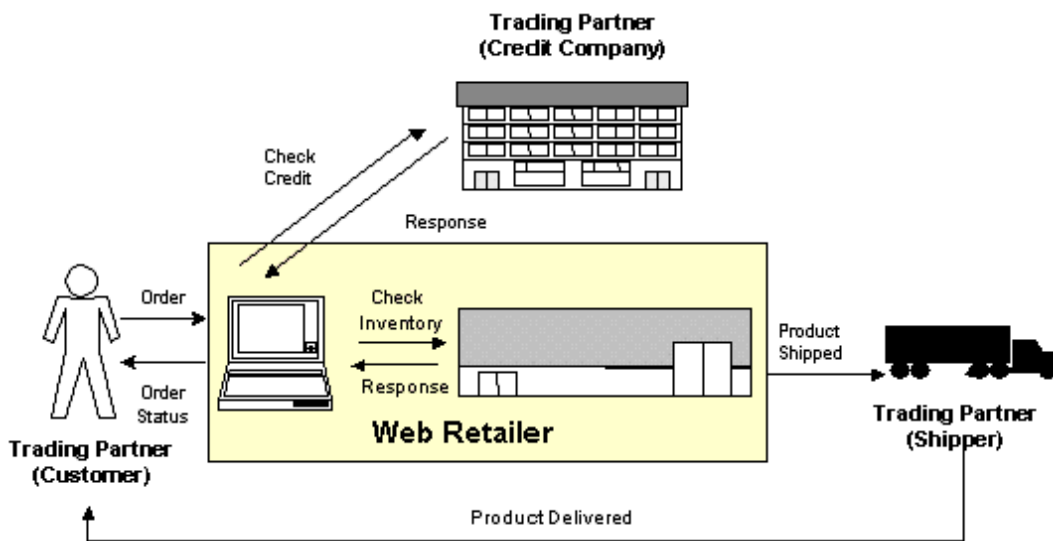 Trading Partner
(Credit Company)
Check
Credit
Response
Order
Check
Inventory
Product
Shipped
Response
Order
Status
Web Retailer
Trading Partner
(Customer)
Trading Partner
(Shipper)
Product Delivered